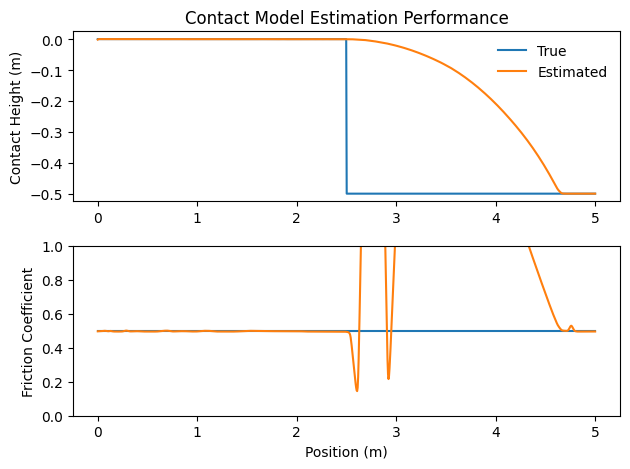 Contact Model Estimation Performance
Contact Height (m)
0.0
−0.1
−0.2
−0.3
−0.4
−0.5
True
Estimated
0 1 2 3 4 5
Friction Coefficient
1.0
0.8
0.6
0.4
0.2
0.0
0 1 2 3 4 5
Position (m)